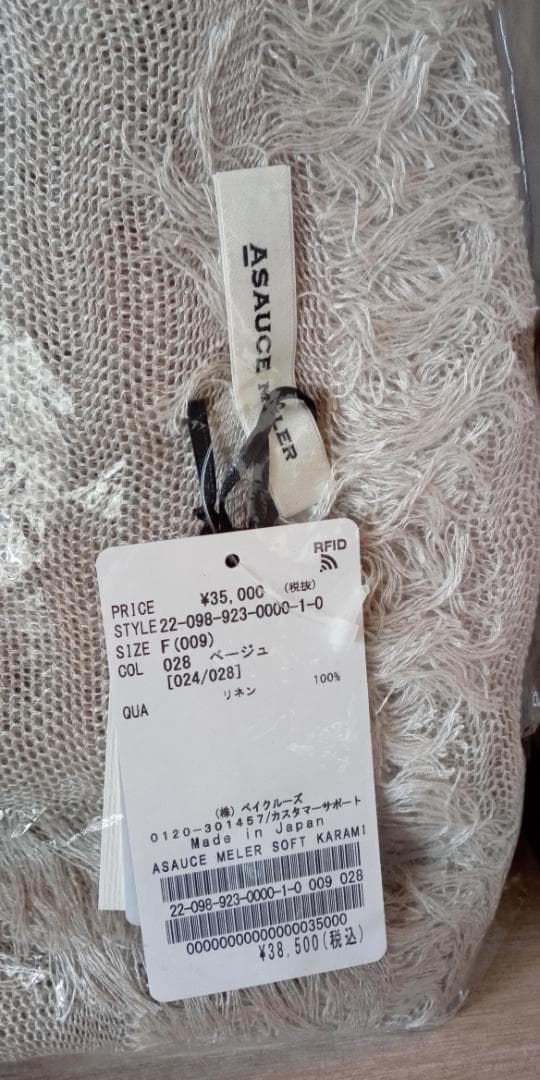 ASAUCE MELER
RFID
PRICE ¥35,000 (税抜)
STYLE 22-098-923-0000-1-0
SIZE F(009)
COL 028 ベージュ
[024/028]
リネン 100%
QUA
(株) ベイクルーズ
0120-301457/カスタマーサポート
Made in Japan
ASAUCE MELER SOFT KARAMI
22-098-923-0000-1-0 009 028
00000000000000035000
¥38,500(税込)